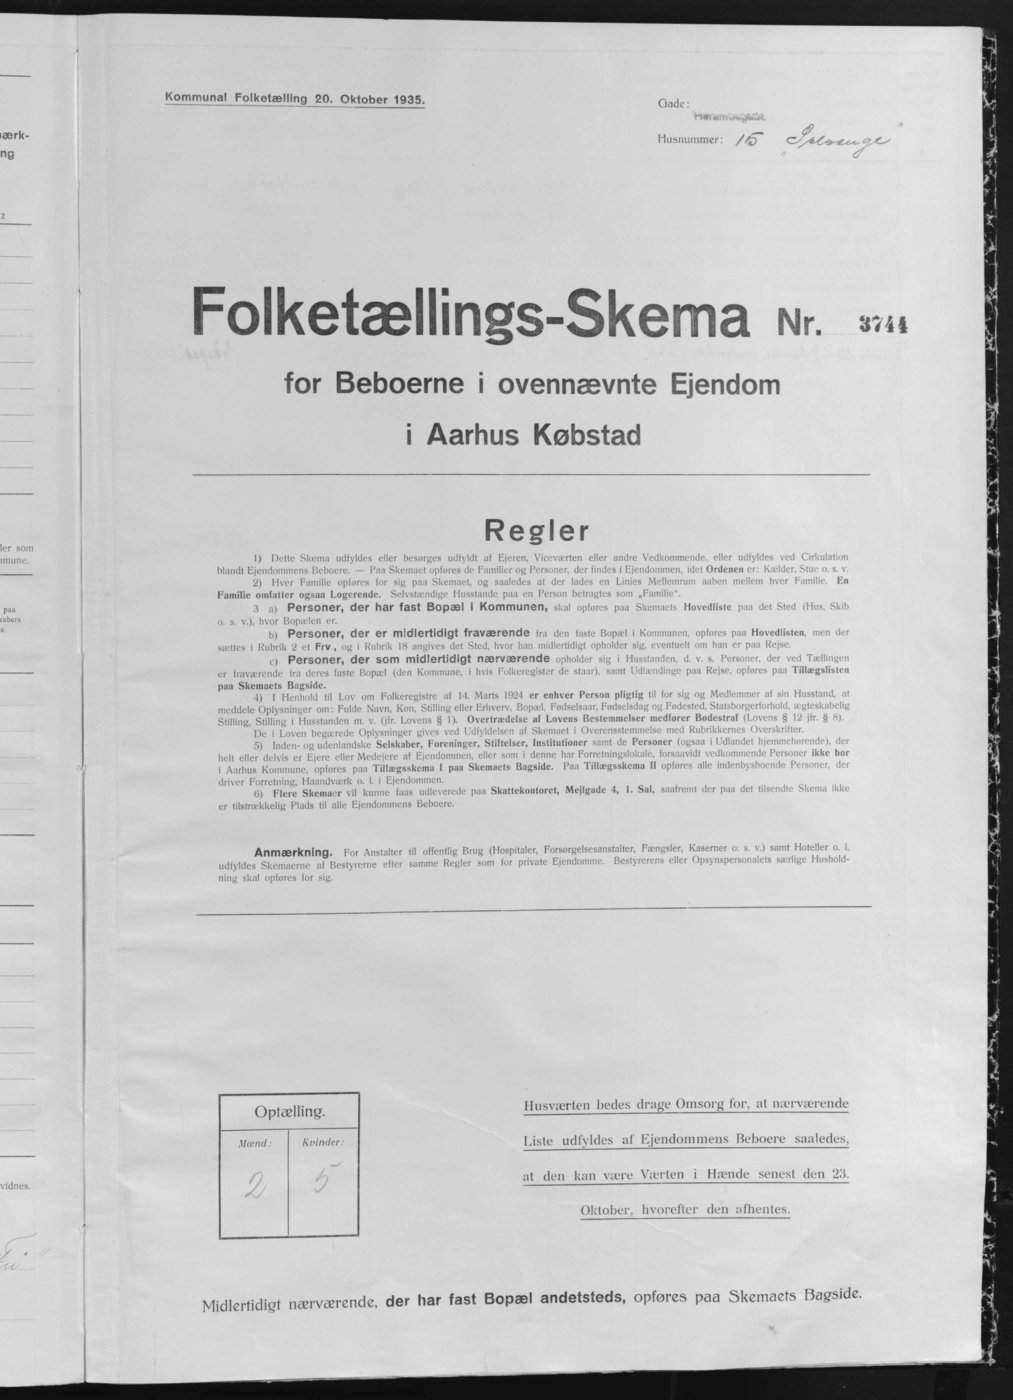 Kommunal Folketælling 20. Oktober 1935.
Gade:
Husnummer: 15 "Solvænge"
Folketællings-Skema Nr. 3744
for Beboerne i ovennævnte Ejendom
i Aarhus Købstad
Regler
1) Dette Skema udfyldes eller besørges udfyldt af Ejeren, Viceværten eller andre Vedkommende, eller udfyldes ved Cirkulation
blandt Ejendommens Beboere. — Paa Skemaet opføres de Familier og Personer, der findes i Ejendommen, idet Ordenen er: Kælder, Stue o. s. v.
2) Hver Familie opføres for sig paa Skemaet, og saaledes at der lades en Linies Mellemrum aaben mellem hver Familie. En
Familie omfatter ogsaa Logerende. Selvstændige Husstande paa en Person betragtes som „Familie“.
3 a) Personer, der har fast Bopæl i Kommunen, skal opføres paa Skemaets Hovedliste paa det Sted (Hus, Skib
o. s. v.), hvor Bopælen er.
b) Personer, der er midlertidigt fraværende fra den faste Bopæl i Kommunen, opføres paa Hovedlisten, men der
sættes i Rubrik 2 et Frv., og i Rubrik 18 angives det Sted, hvor han midlertidigt opholder sig, eventuelt om han er paa Rejse.
c) Personer, der som midlertidigt nærværende opholder sig i Husstanden, d. v. s. Personer, der ved Tællingen
er fraværende fra deres faste Bopæl (den Kommune, i hvis Folkeregister de staar), samt Udlændinge paa Rejse, opføres paa Tillægslisten
paa Skemaets Bagside.
4) I Henhold til Lov om Folkeregistre af 14. Marts 1924 er enhver Person pligtig til for sig og Medlemmer af sin Husstand, at
meddele Oplysninger om: Fulde Navn, Køn, Stilling eller Erhverv, Bopæl, Fødselsaar, Fødselsdag og Fødested, Statsborgerforhold, ægteskabelig
Stilling, Stilling i Husstanden m. v. (jfr. Lovens § 1). Overtrædelse af Lovens Bestemmelser medfører Bødestraf (Lovens § 12 jfr. § 8).
De i Loven begærede Oplysninger gives ved Udfyldelsen af Skemaet i Overensstemmelse med Rubrikkernes Overskrifter.
5) Inden- og udenlandske Selskaber, Foreninger, Stiftelser, Institutioner samt de Personer (ogsaa i Udlandet hjemmehørende), der
helt eller delvis er Ejere eller Medejere af Ejendommen, eller som i denne har Forretningslokale, forsaavidt vedkommende Personer ikke bor
i Aarhus Kommune, opføres paa Tillægsskema I paa Skemaets Bagside. Paa Tillægsskema II opføres alle indenbysboende Personer, der
driver Forretning, Haandværk o. l. i Ejendommen.
6) Flere Skemaer vil kunne faas udleverede paa Skattekontoret, Mejlgade 4, 1. Sal, saafremt der paa det tilsendte Skema ikke
er tilstrækkelig Plads til alle Ejendommens Beboere.
Anmærkning. For Anstalter til offentlig Brug (Hospitaler, Forsørgelsesanstalter, Fængsler, Kaserner o. s. v.) samt Hoteller o. l.
udfyldes Skemaerne af Bestyrerne efter samme Regler som for private Ejendomme. Bestyrerens eller Opsynspersonalets særlige Hushold-
ning skal opføres for sig.
Optælling.
Mænd: Kvinder:
2 5
Husværten bedes drage Omsorg for, at nærværende
Liste udfyldes af Ejendommens Beboere saaledes,
at den kan være Værten i Hænde senest den 23.
Oktober, hvorefter den afhentes.
Midlertidigt nærværende, der har fast Bopæl andetsteds, opføres paa Skemaets Bagside.
ærk-
ng
2
ler som
mmune.
paa
kabers
e
vidnes.